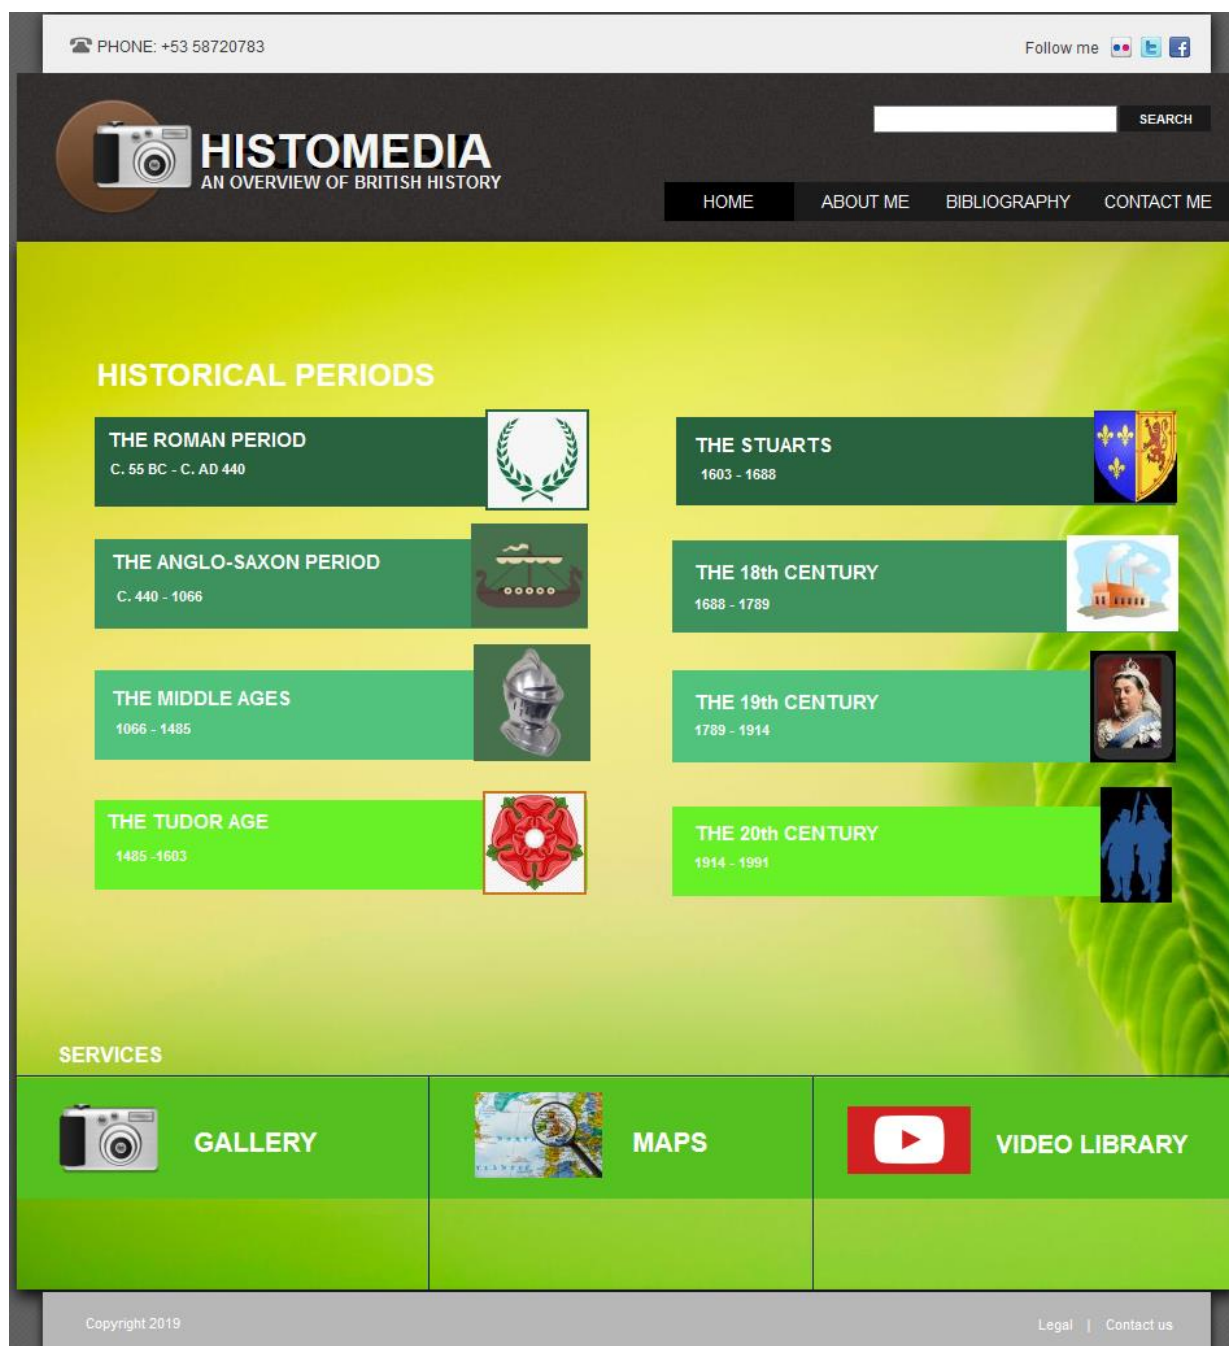 PHONE: +53 58720783
Follow me
SEARCH
HISTOMEDIA
AN OVERVIEW OF BRITISH HISTORY
HOME ABOUT ME BIBLIOGRAPHY CONTACT ME
HISTORICAL PERIODS
THE ROMAN PERIOD
C. 55 BC - C. AD 440
THE ANGLO-SAXON PERIOD
C. 440 - 1066
THE MIDDLE AGES
1066 - 1485
THE TUDOR AGE
1485 -1603
THE STUARTS
1603 - 1688
THE 18th CENTURY
1688 - 1789
THE 19th CENTURY
1789 - 1914
THE 20th CENTURY
1914 - 1991
SERVICES
GALLERY
MAPS
VIDEO LIBRARY
Copyright 2019
Legal | Contact us